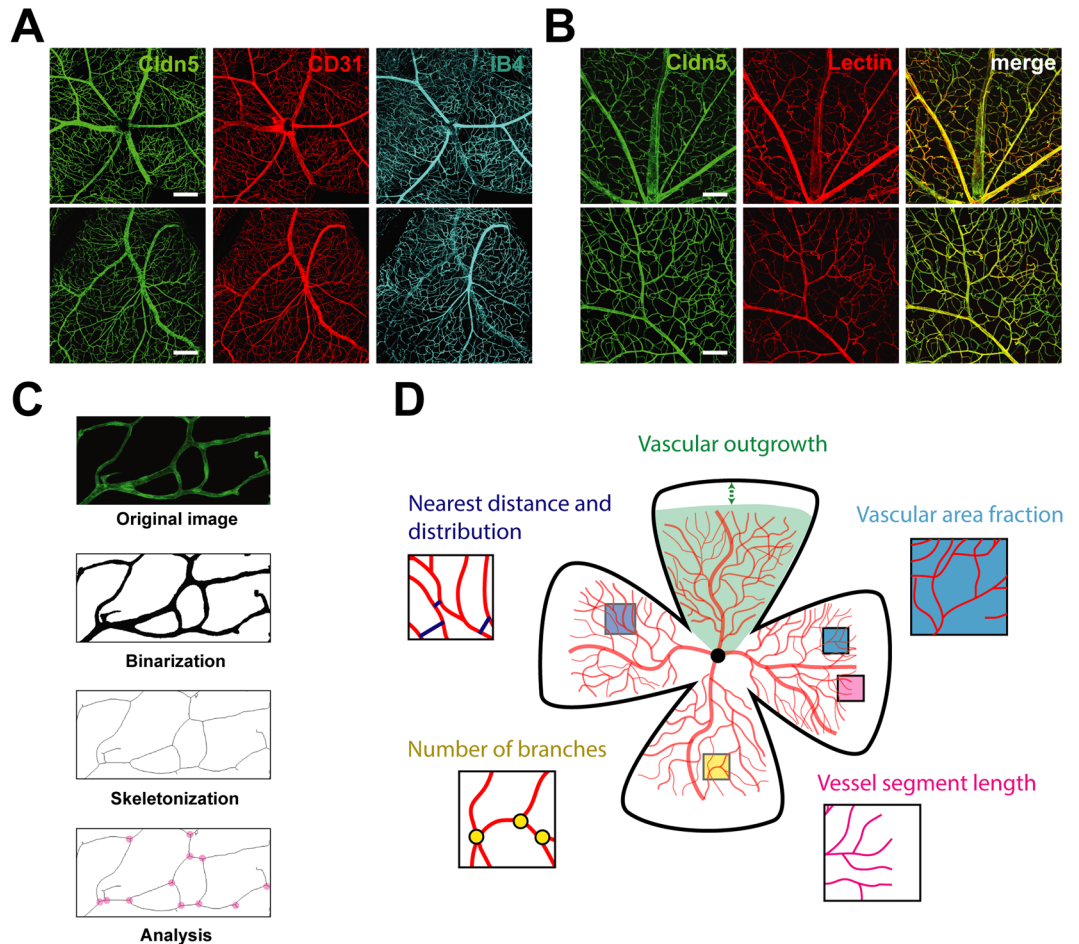 A
B
Cldn5
CD31
IB4
Cldn5
Lectin
merge
C
Original image
Binarization
Skeletonization
Analysis
D
Vascular outgrowth
Nearest distance and
distribution
Vascular area fraction
Number of branches
Vessel segment length